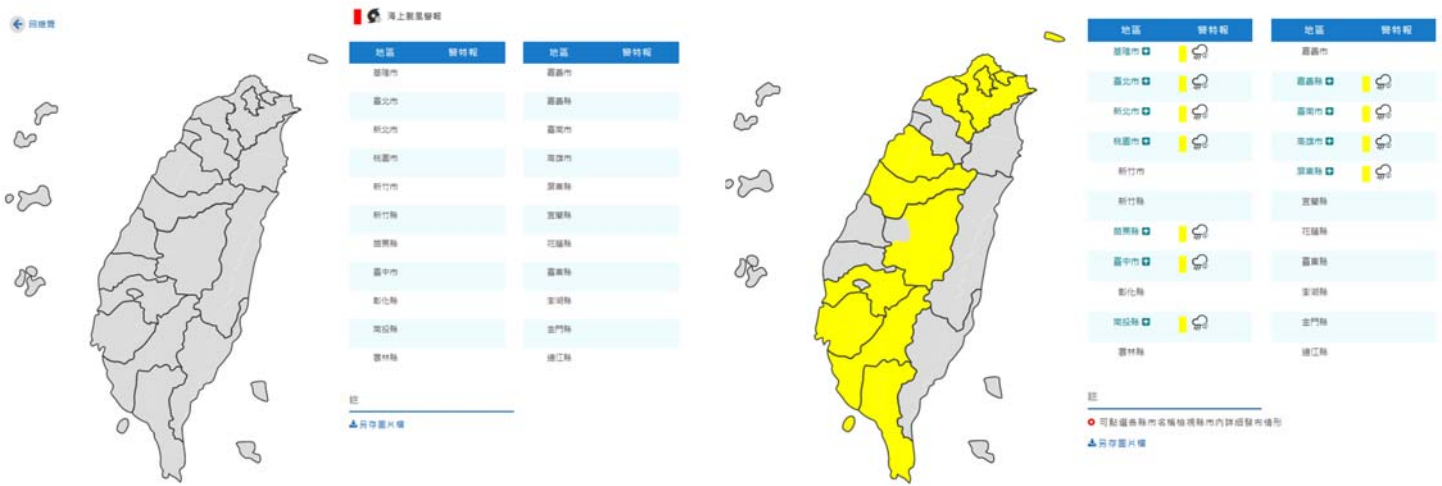 回總覽
海上颱風警報
地區 警特報 地區 警特報
基隆市 嘉義市
臺北市 嘉義縣
新北市 臺南市
桃園市 高雄市
新竹市 屏東縣
新竹縣 宜蘭縣
苗栗縣 花蓮縣
臺中市 臺東縣
彰化縣 澎湖縣
南投縣 金門縣
雲林縣 連江縣
註
另存圖片檔
地區 警特報 地區 警特報
基隆市 嘉義市
臺北市 嘉義縣
新北市 臺南市
桃園市 高雄市
新竹市 屏東縣
新竹縣 宜蘭縣
苗栗縣 花蓮縣
臺中市 臺東縣
彰化縣 澎湖縣
南投縣 金門縣
雲林縣 連江縣
註
可點選各縣市名稱檢視縣市內詳細發布情形
另存圖片檔